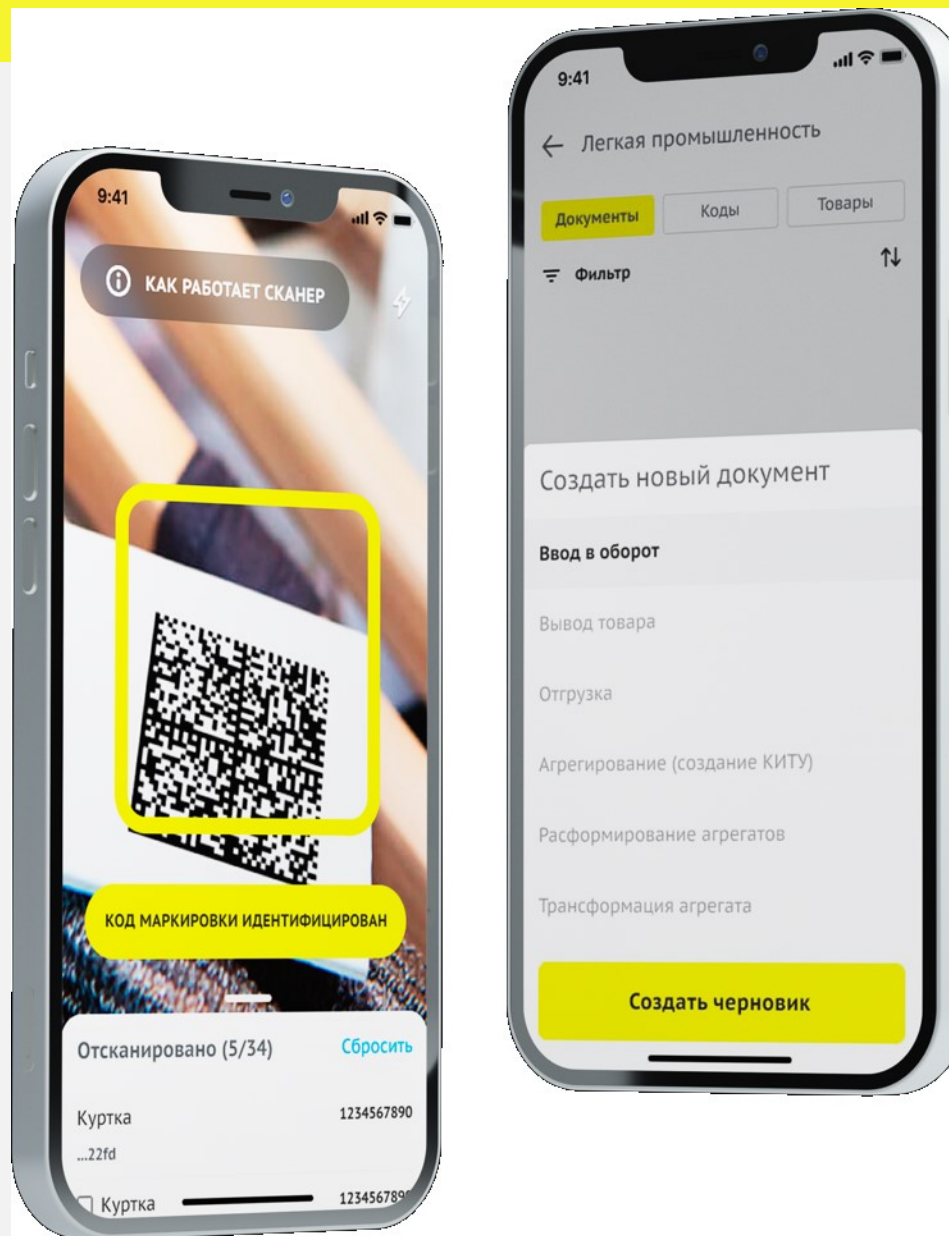 9:41
КАК РАБОТАЕТ СКАНЕР
КОД МАРКИРОВКИ ИДЕНТИФИЦИРОВАН
Отсканировано (5/34)
Сбросить
Куртка
1234567890
...22fd
Куртка
123456789
9:41
Легкая промышленность
Документы
Коды
Товары
Фильтр
Создать новый документ
Ввод в оборот
Вывод товара
Отгрузка
Агрегирование (создание КИТУ)
Расформирование агрегатов
Трансформация агрегата
Создать черновик